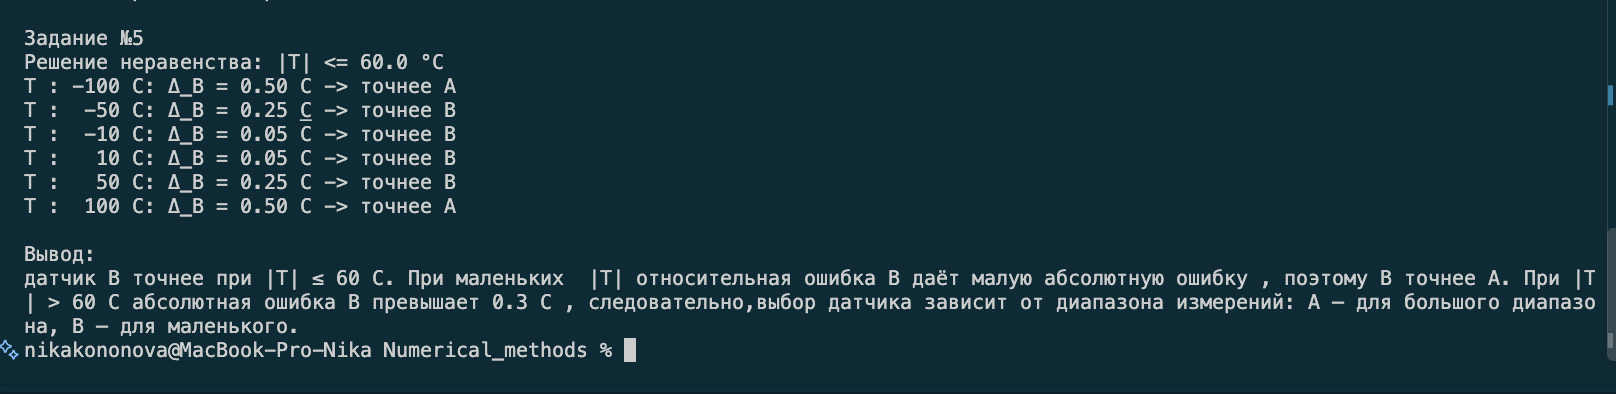 Задание №5
Решение неравенства: |T| <= 60.0 °C
T : -100 C: Δ_B = 0.50 C -> точнее A
T :  -50 C: Δ_B = 0.25 C -> точнее B
T :  -10 C: Δ_B = 0.05 C -> точнее B
T :   10 C: Δ_B = 0.05 C -> точнее B
T :   50 C: Δ_B = 0.25 C -> точнее B
T :  100 C: Δ_B = 0.50 C -> точнее A
Вывод:
датчик B точнее при |T| ≤ 60 C. При маленьких  |T| относительная ошибка B даёт малую абсолютную ошибку , поэтому B точнее A. При |T
| > 60 C абсолютная ошибка B превышает 0.3 C , следовательно,выбор датчика зависит от диапазона измерений: A — для большого диапазо
на, B — для маленького.
nikakononova@MacBook-Pro-Nika Numerical_methods %